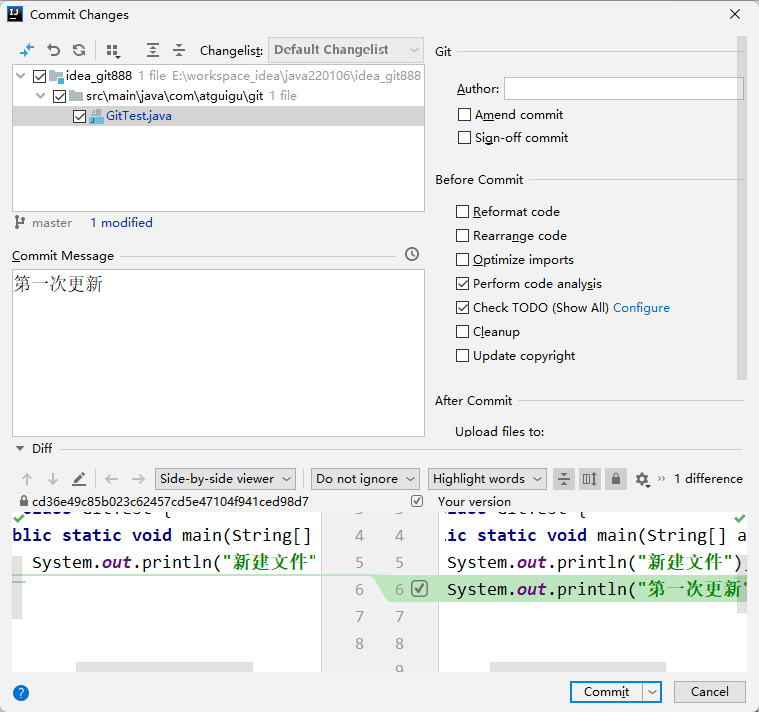 Commit Changes
Changelist: Default Changelist
idea_git888 1 file E:\workspace_idea\java220106\idea_git888
src\main\java\com\atguigu\git 1 file
GitTest.java
master 1 modified
Commit Message
第一次更新
Git
Author:
Amend commit
Sign-off commit
Before Commit
Reformat code
Rearrange code
Optimize imports
Perform code analysis
Check TODO (Show All) Configure
Cleanup
Update copyright
After Commit
Upload files to:
Diff
Side-by-side viewer Do not ignore Highlight words 1 difference
cd36e49c85b023c62457cd5e47104f941ced98d7 Your version
blic static void main(String[] 4 4 ic static void main(String[] a
System.out.println("新建文件" 5 5 System.out.println("新建文件");
6 6 System.out.println("第一次更新"
7 7
8 8
9
? Commit Cancel